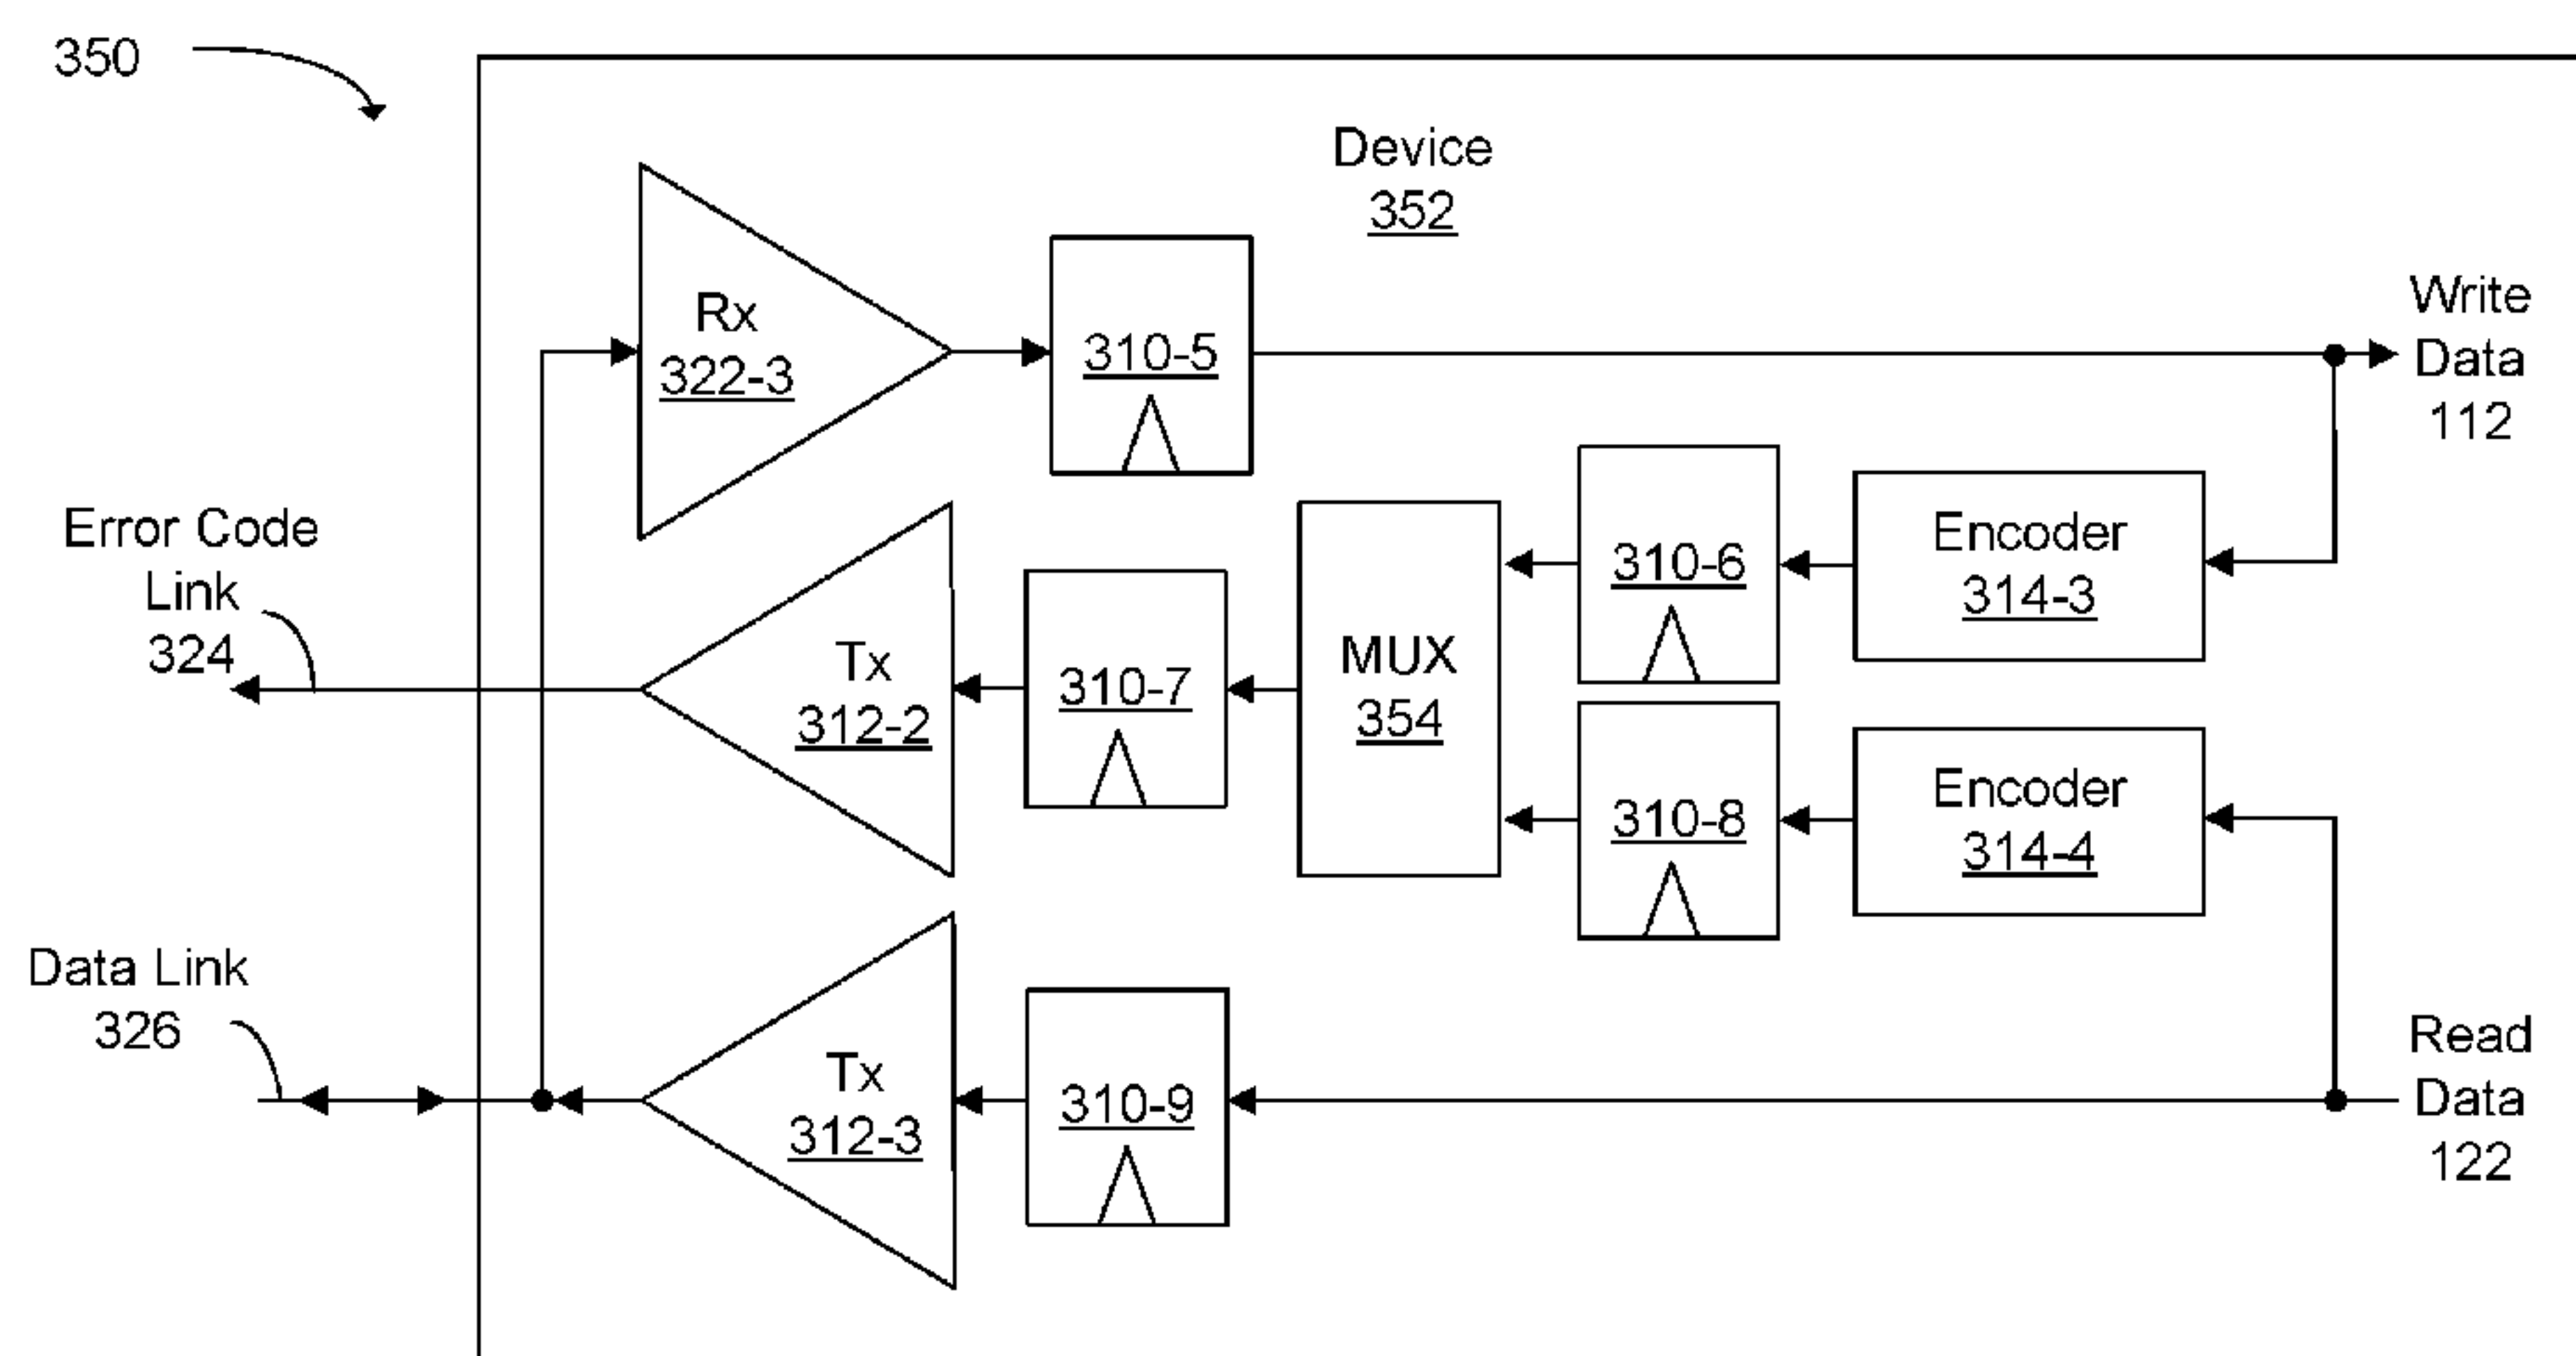 350
Device
352
Rx
322-3
310-5
Write
Data
112
Error Code
Link
324
Tx
312-2
310-7
MUX
354
310-6
Encoder
314-3
310-8
Encoder
314-4
Data Link
326
Tx
312-3
310-9
Read
Data
122